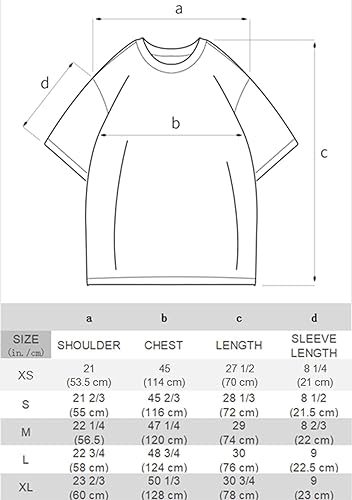 a
d
b
c
a b c d
SIZE (in./cm) SHOULDER CHEST LENGTH SLEEVE LENGTH
XS 21 (53.5 cm) 45 (114 cm) 27 1/2 (70 cm) 8 1/4 (21 cm)
S 21 2/3 (55 cm) 45 2/3 (116 cm) 28 1/3 (72 cm) 8 1/2 (21.5 cm)
M 22 1/4 (56.5) 47 1/4 (120 cm) 29 (74 cm) 8 2/3 (22 cm)
L 22 3/4 (58 cm) 48 3/4 (124 cm) 30 (76 cm) 9 (22.5 cm)
XL 23 2/3 (60 cm) 50 1/3 (128 cm) 30 3/4 (78 cm) 9 (23 cm)